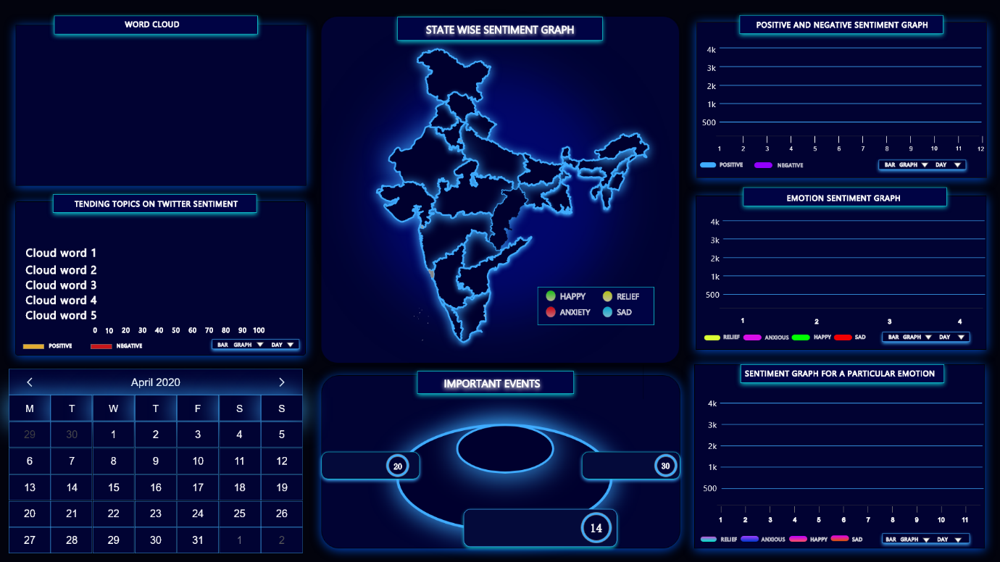 WORD CLOUD
TENDING TOPICS ON TWITTER SENTIMENT
Cloud word 1
Cloud word 2
Cloud word 3
Cloud word 4
Cloud word 5
0 10 20 30 40 50 60 70 80 90 100
POSITIVE NEGATIVE BAR GRAPH DAY
April 2020
M T W T F S S
29 30 1 2 3 4 5
6 7 8 9 10 11 12
13 14 15 16 17 18 19
20 21 22 23 24 25 26
27 28 29 30 31 1 2
STATE WISE SENTIMENT GRAPH
HAPPY RELIEF
ANXIETY SAD
IMPORTANT EVENTS
20 30
14
POSITIVE AND NEGATIVE SENTIMENT GRAPH
4k
3k
2k
1k
500
1 2 3 4 5 6 7 8 9 10 11 12
POSITIVE NEGATIVE BAR GRAPH DAY
EMOTION SENTIMENT GRAPH
4k
3k
2k
1k
500
1 2 3 4
RELIEF ANXIOUS HAPPY SAD BAR GRAPH DAY
SENTIMENT GRAPH FOR A PARTICULAR EMOTION
4k
3k
2k
1k
500
1 2 3 4 5 6 7 8 9 10 11
RELIEF ANXIOUS HAPPY SAD BAR GRAPH DAY